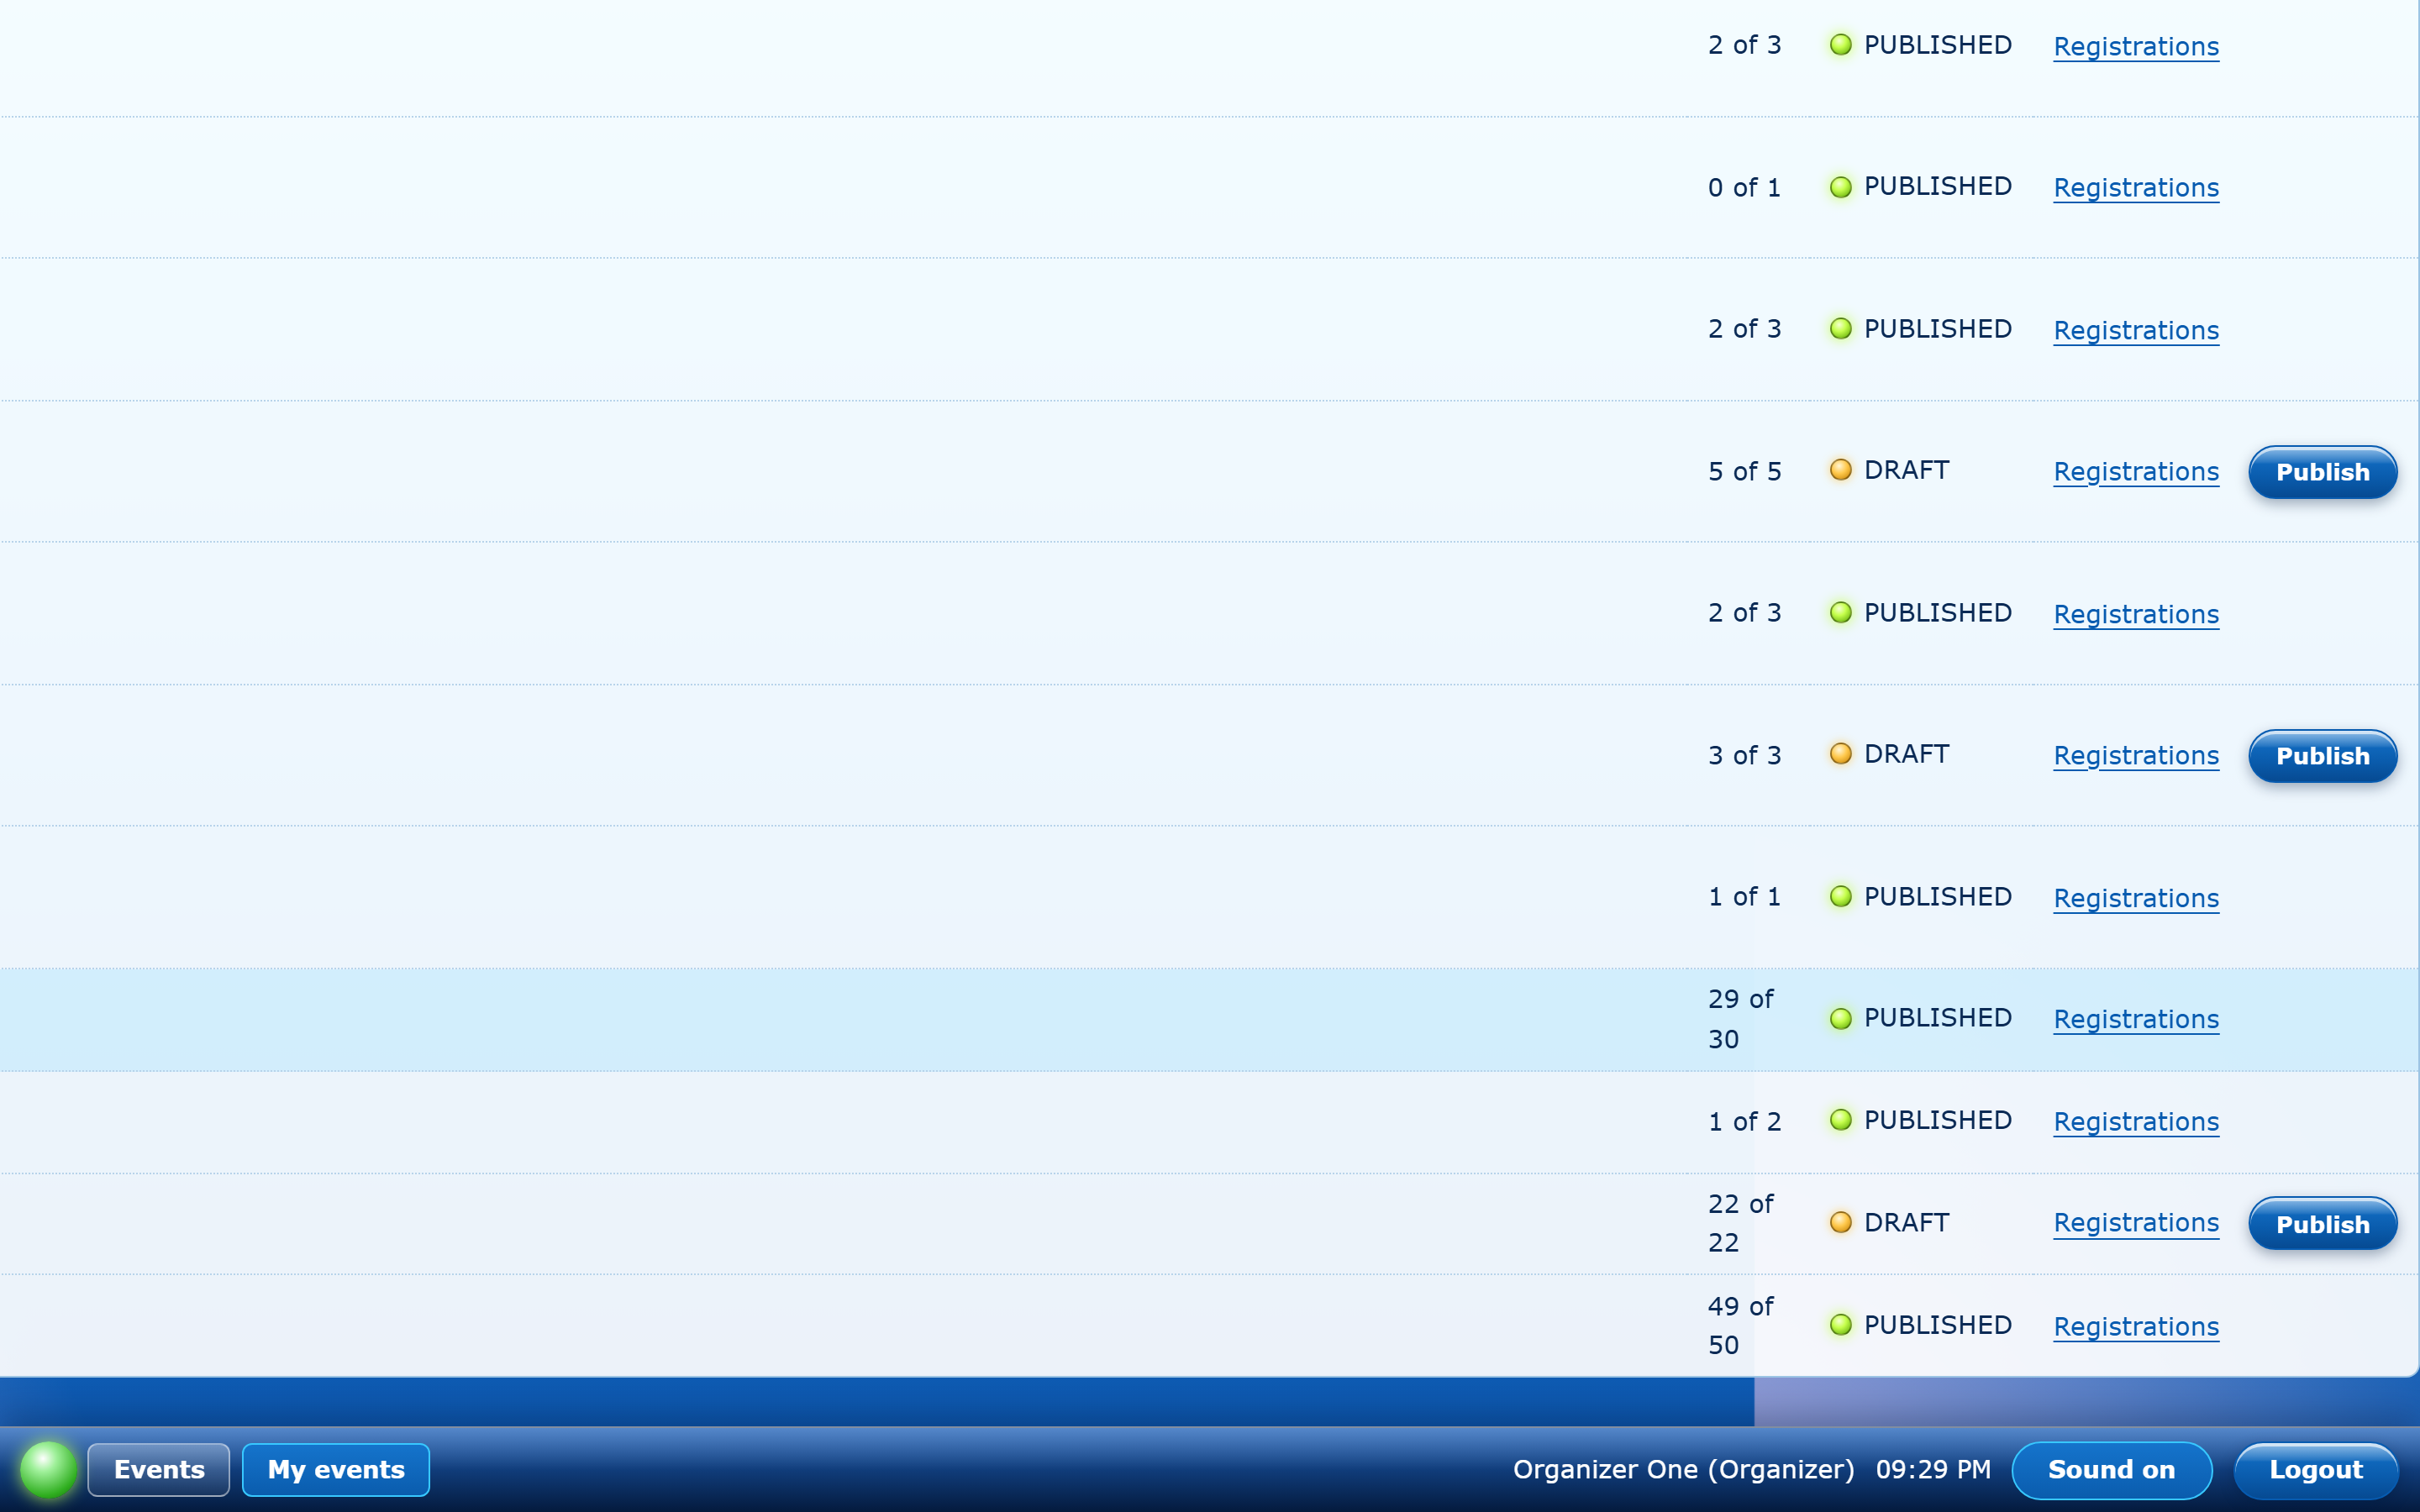 2 of 3 PUBLISHED Registrations
0 of 1 PUBLISHED Registrations
2 of 3 PUBLISHED Registrations
5 of 5 DRAFT Registrations Publish
2 of 3 PUBLISHED Registrations
3 of 3 DRAFT Registrations Publish
1 of 1 PUBLISHED Registrations
29 of
30 PUBLISHED Registrations
1 of 2 PUBLISHED Registrations
22 of
22 DRAFT Registrations Publish
49 of
50 PUBLISHED Registrations
Events My events Organizer One (Organizer) 09:29 PM Sound on Logout